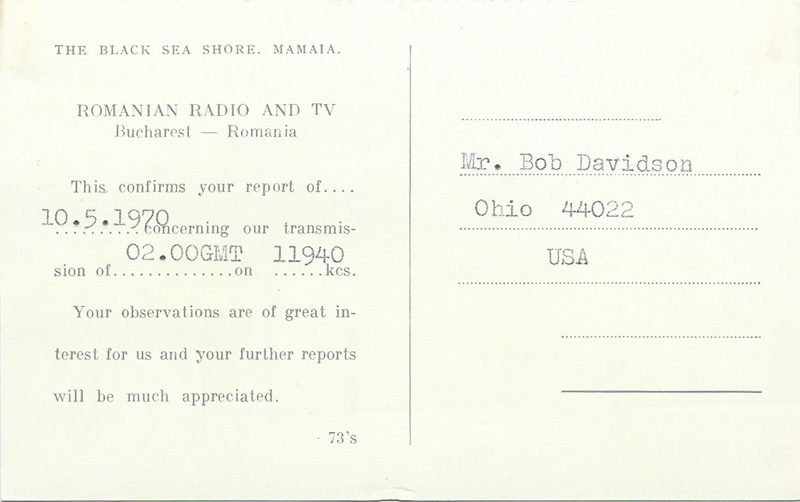 THE BLACK SEA SHORE. MAMAIA.
ROMANIAN RADIO AND TV
Bucharest — Romania
This confirms your report of....
10.5.1970
..........concerning our transmis-
02.00GMT 11940
sion of..............on ......kcs.
Your observations are of great in-
terest for us and your further reports
will be much appreciated.
73's
Mr. Bob Davidson
Ohio 44022
USA